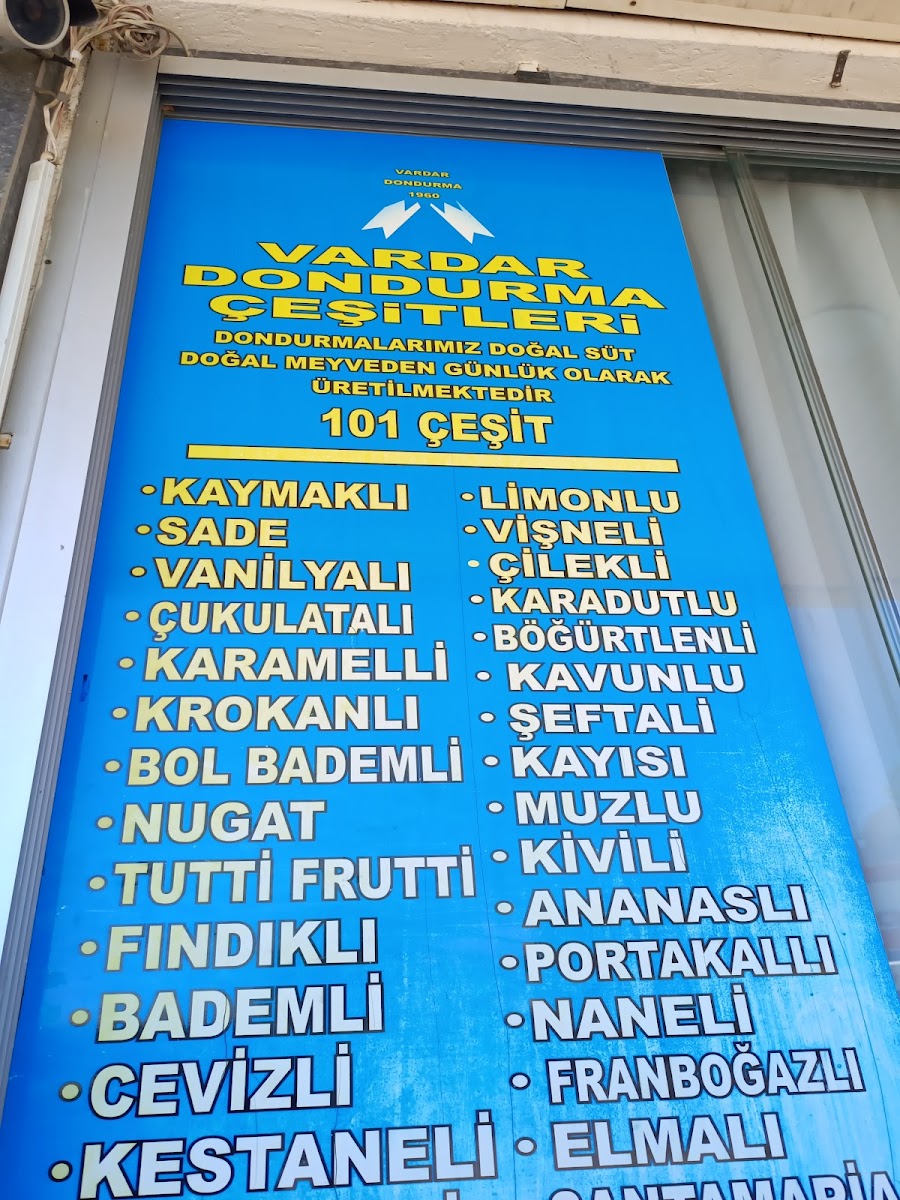 VARDAR
DONDURMA
1960
VARDAR
DONDURMA
ÇEŞiTLERi
DONDURMALARIMIZ DOĞAL SÜT
DOĞAL MEYVEDEN GÜNLÜK OLARAK
ÜRETİLMEKTEDİR
101 ÇEŞİT
•KAYMAKLI
•SADE
•VANİLYALI
•ÇUKULATALI
•KARAMELLİ
•KROKANLI
•BOL BADEMLİ
•NUGAT
•TUTTİ FRUTTİ
•FINDIKLI
•BADEMLİ
•CEVİZLİ
•KESTANELİ
•LİMONLU
•VİŞNELİ
•ÇİLEKLİ
•KARADUTLU
•BÖĞÜRTLENLİ
•KAVUNLU
•ŞEFTALİ
•KAYISI
•MUZLU
•KİVİLİ
•ANANASLI
•PORTAKALLI
•NANELİ
•FRANBOĞAZLI
•ELMALI